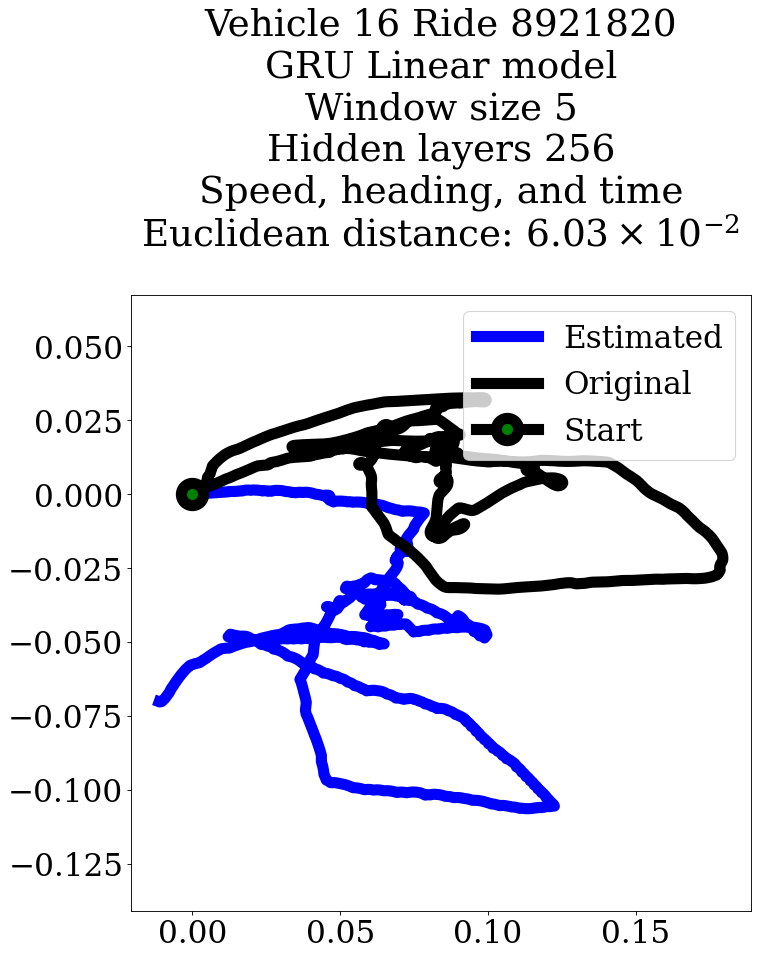 Vehicle 16 Ride 8921820
GRU Linear model
Window size 5
Hidden layers 256
Speed, heading, and time
Euclidean distance: 6.03 × 10⁻²
Estimated
Original
Start
0.050
0.025
0.000
−0.025
−0.050
−0.075
−0.100
−0.125
0.00 0.05 0.10 0.15